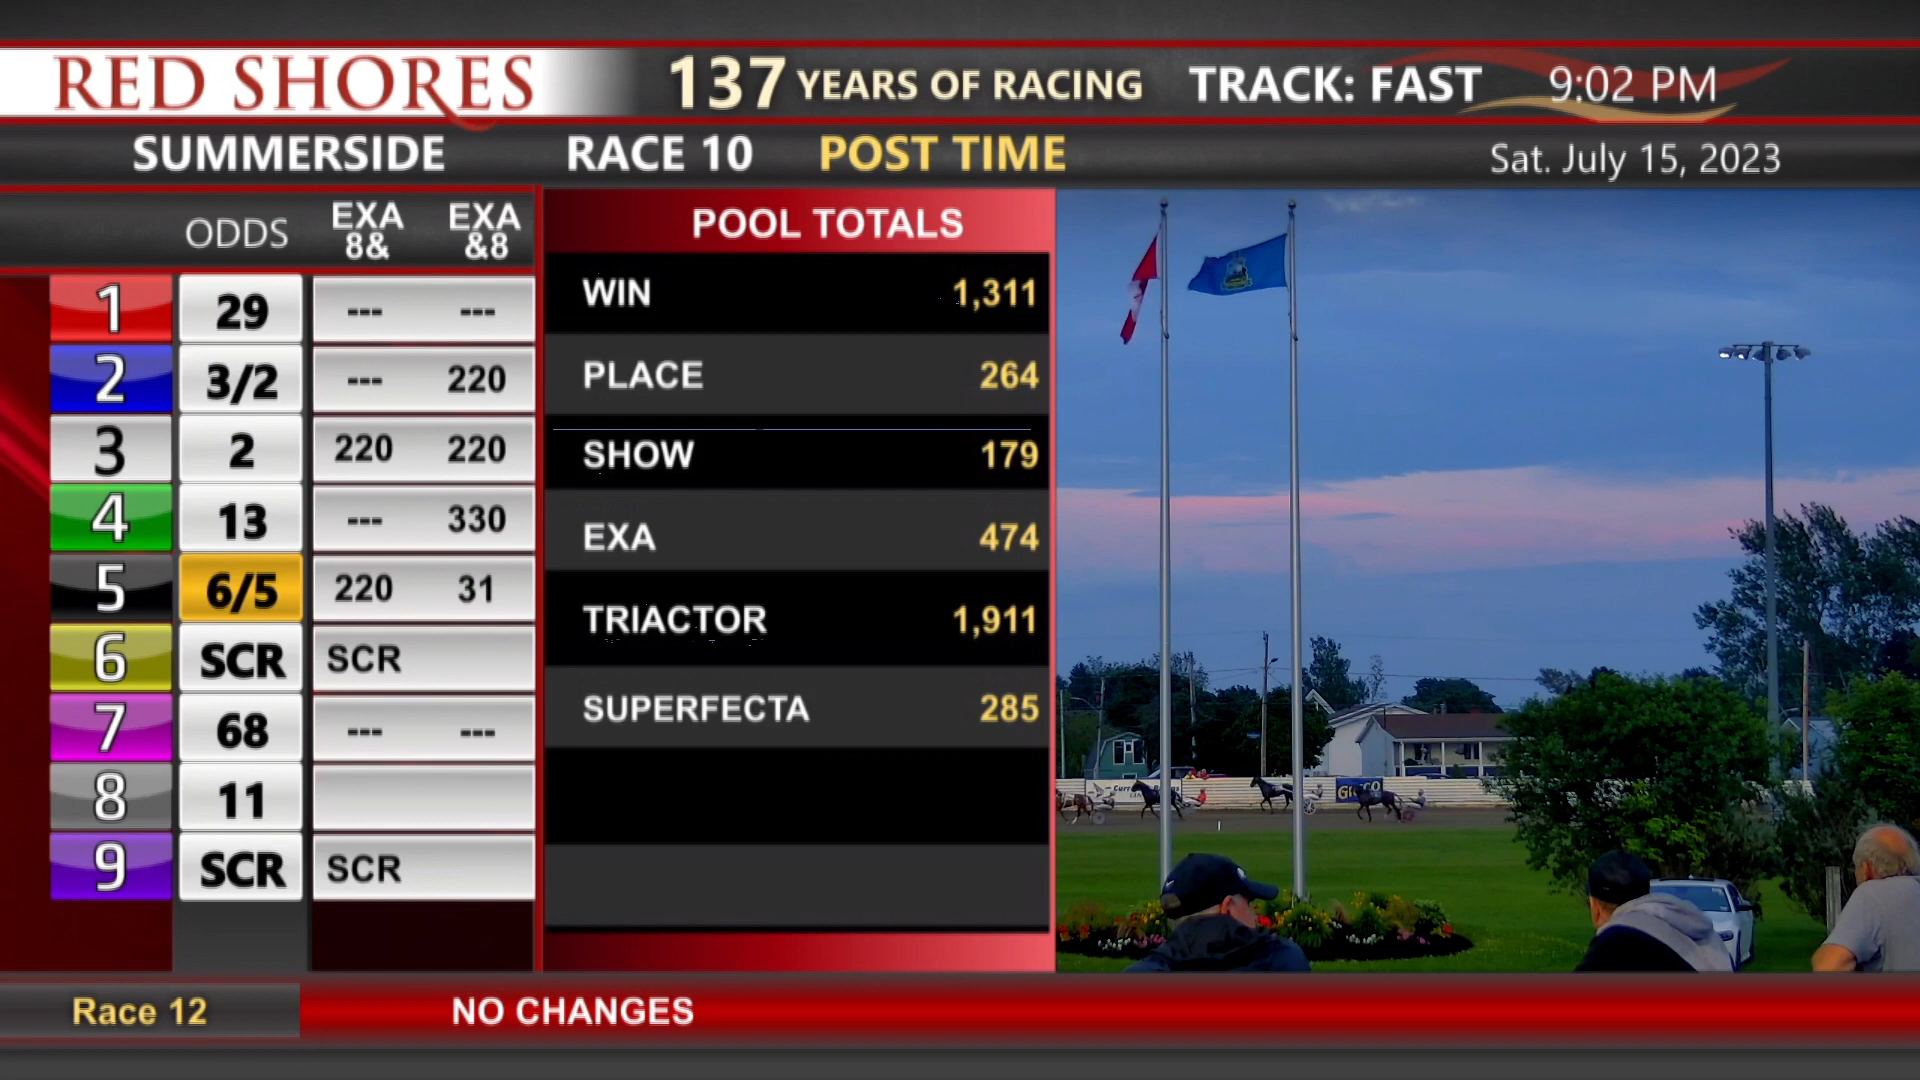 RED SHORES
137 YEARS OF RACING
TRACK: FAST
9:02 PM
SUMMERSIDE
RACE 10
POST TIME
Sat. July 15, 2023
ODDS EXA 8& EXA &8
1 29 --- ---
2 3/2 --- 220
3 2 220 220
4 13 --- 330
5 6/5 220 31
6 SCR SCR
7 68 --- ---
8 11
9 SCR SCR
POOL TOTALS
WIN 1,311
PLACE 264
SHOW 179
EXA 474
TRIACTOR 1,911
SUPERFECTA 285
Race 12
NO CHANGES